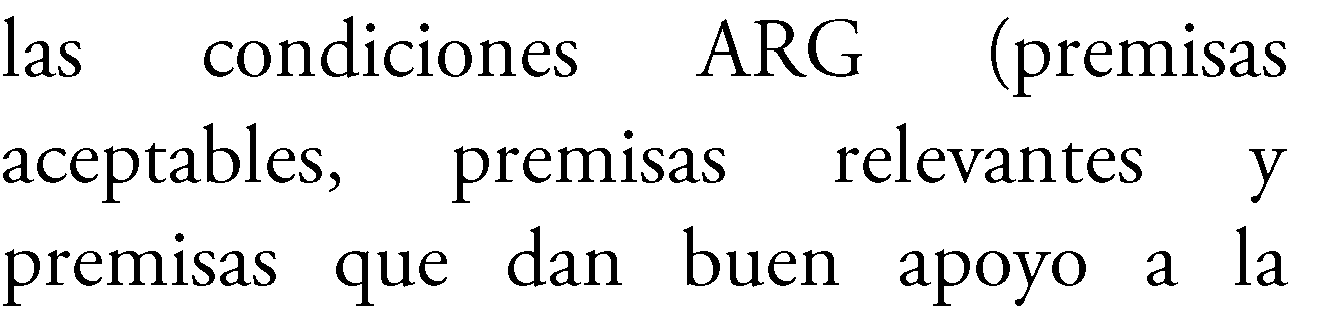 las condiciones ARG (premisas
aceptables, premisas relevantes y
premisas que dan buen apoyo a la